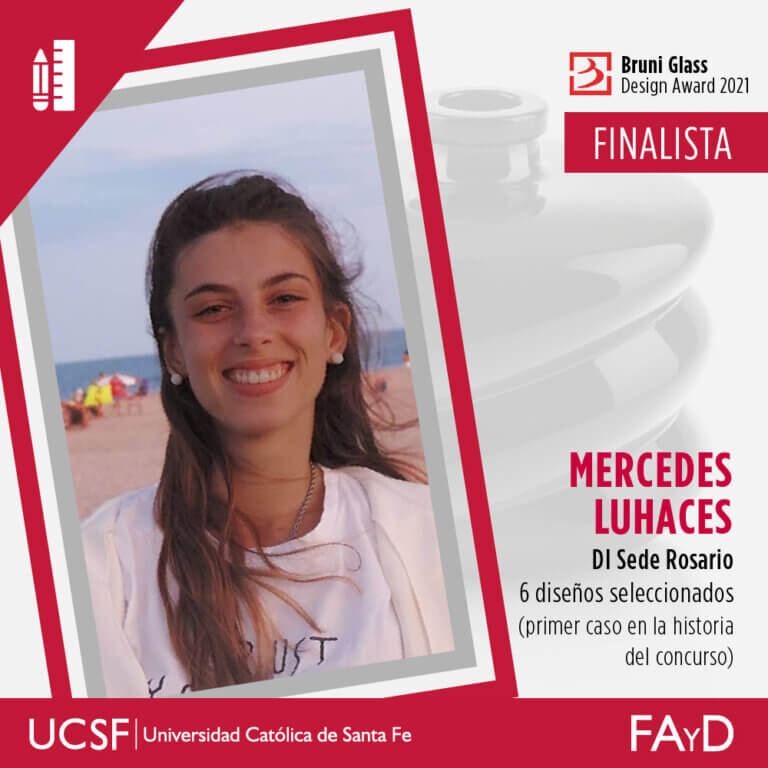 Bruni Glass
Design Award 2021
FINALISTA
MERCEDES
LUHACES
DI Sede Rosario
6 diseños seleccionados
(primer caso en la historia
del concurso)
UCSF | Universidad Católica de Santa Fe
FAYD